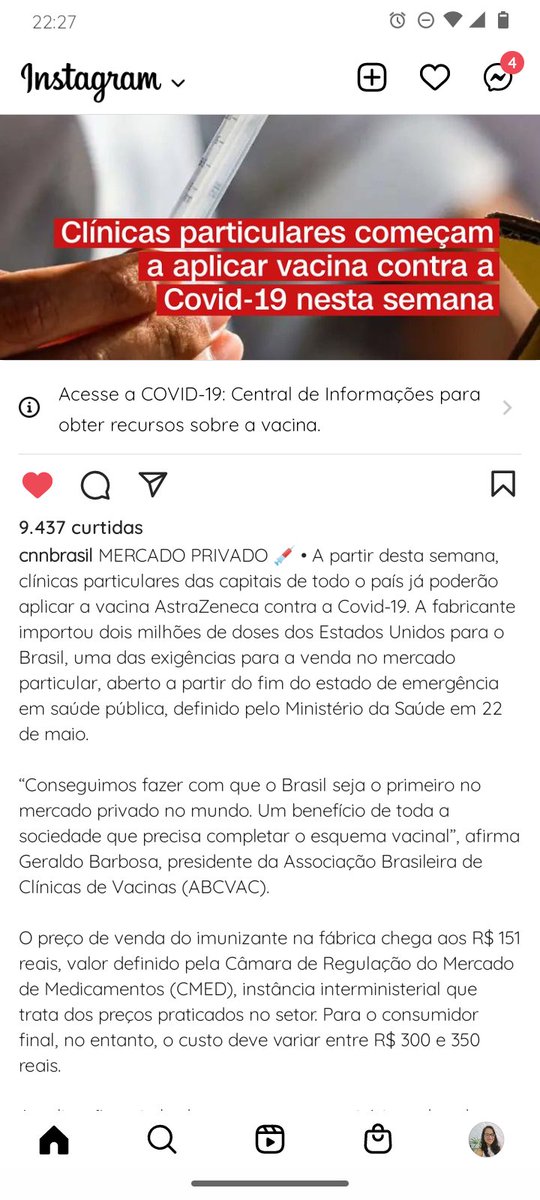 22:27
Instagram
4
Clínicas particulares começam
a aplicar vacina contra a
Covid-19 nesta semana
Acesse a COVID-19: Central de Informações para
obter recursos sobre a vacina.
9.437 curtidas
cnnbrasil MERCADO PRIVADO 💉 • A partir desta semana,
clínicas particulares das capitais de todo o país já poderão
aplicar a vacina AstraZeneca contra a Covid-19. A fabricante
importou dois milhões de doses dos Estados Unidos para o
Brasil, uma das exigências para a venda no mercado
particular, aberto a partir do fim do estado de emergência
em saúde pública, definido pelo Ministério da Saúde em 22
de maio.
“Conseguimos fazer com que o Brasil seja o primeiro no
mercado privado no mundo. Um benefício de toda a
sociedade que precisa completar o esquema vacinal”, afirma
Geraldo Barbosa, presidente da Associação Brasileira de
Clínicas de Vacinas (ABCVAC).
O preço de venda do imunizante na fábrica chega aos R$ 151
reais, valor definido pela Câmara de Regulação do Mercado
de Medicamentos (CMED), instância interministerial que
trata dos preços praticados no setor. Para o consumidor
final, no entanto, o custo deve variar entre R$ 300 e 350
reais.